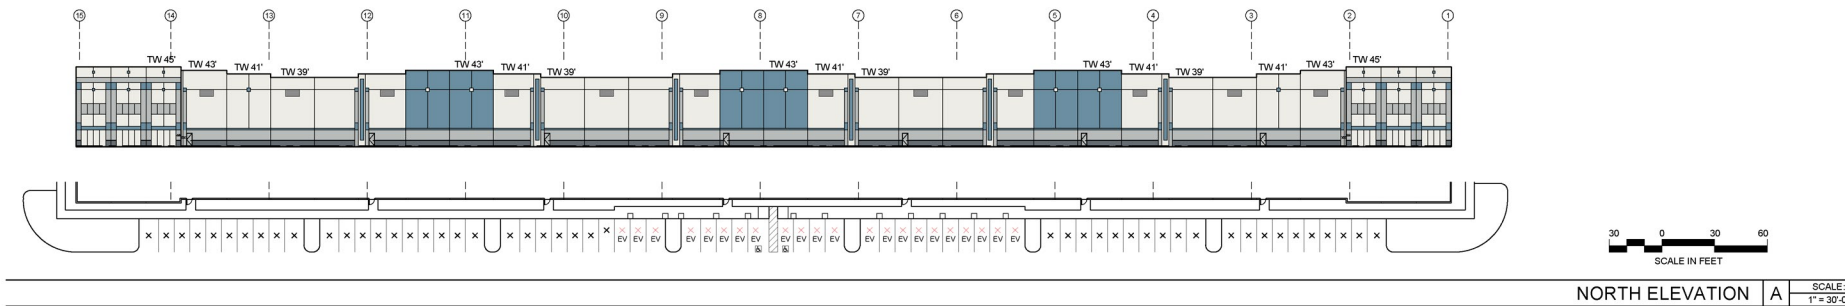 15 14 13 12 11 10 9 8 7 6 5 4 3 2 1
TW 45' TW 43' TW 41' TW 39' TW 43' TW 41' TW 39' TW 43' TW 41' TW 39' TW 43' TW 41' TW 39' TW 41' TW 43' TW 45'
EV EV EV EV EV EV EV EV EV EV EV EV EV EV EV EV EV EV EV EV EV EV
30 0 30 60
SCALE IN FEET
NORTH ELEVATION A SCALE
1" = 30'-